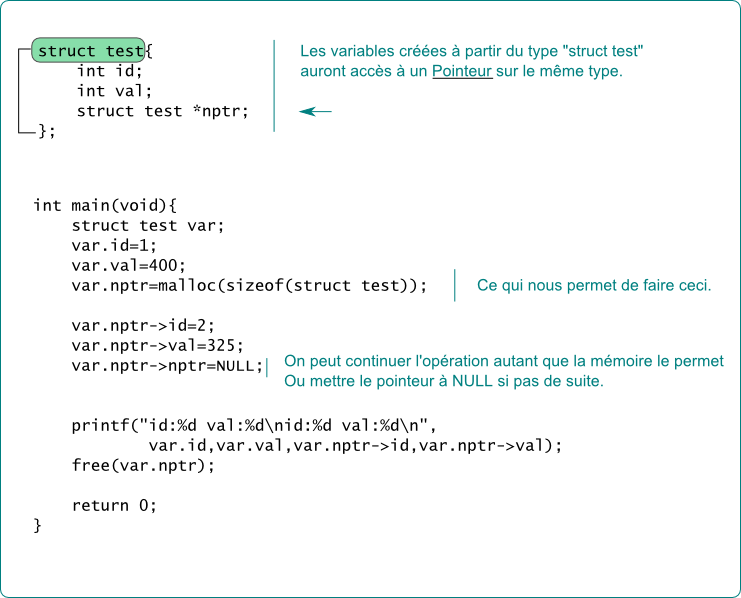 struct test{
    int id;
    int val;
    struct test *nptr;
};
Les variables créées à partir du type "struct test"
auront accès à un Pointeur sur le même type.
int main(void){
    struct test var;
    var.id=1;
    var.val=400;
    var.nptr=malloc(sizeof(struct test));
Ce qui nous permet de faire ceci.
    var.nptr->id=2;
    var.nptr->val=325;
    var.nptr->nptr=NULL;
On peut continuer l'opération autant que la mémoire le permet
Ou mettre le pointeur à NULL si pas de suite.
    printf("id:%d val:%d\nid:%d val:%d\n",
            var.id,var.val,var.nptr->id,var.nptr->val);
    free(var.nptr);
    return 0;
}